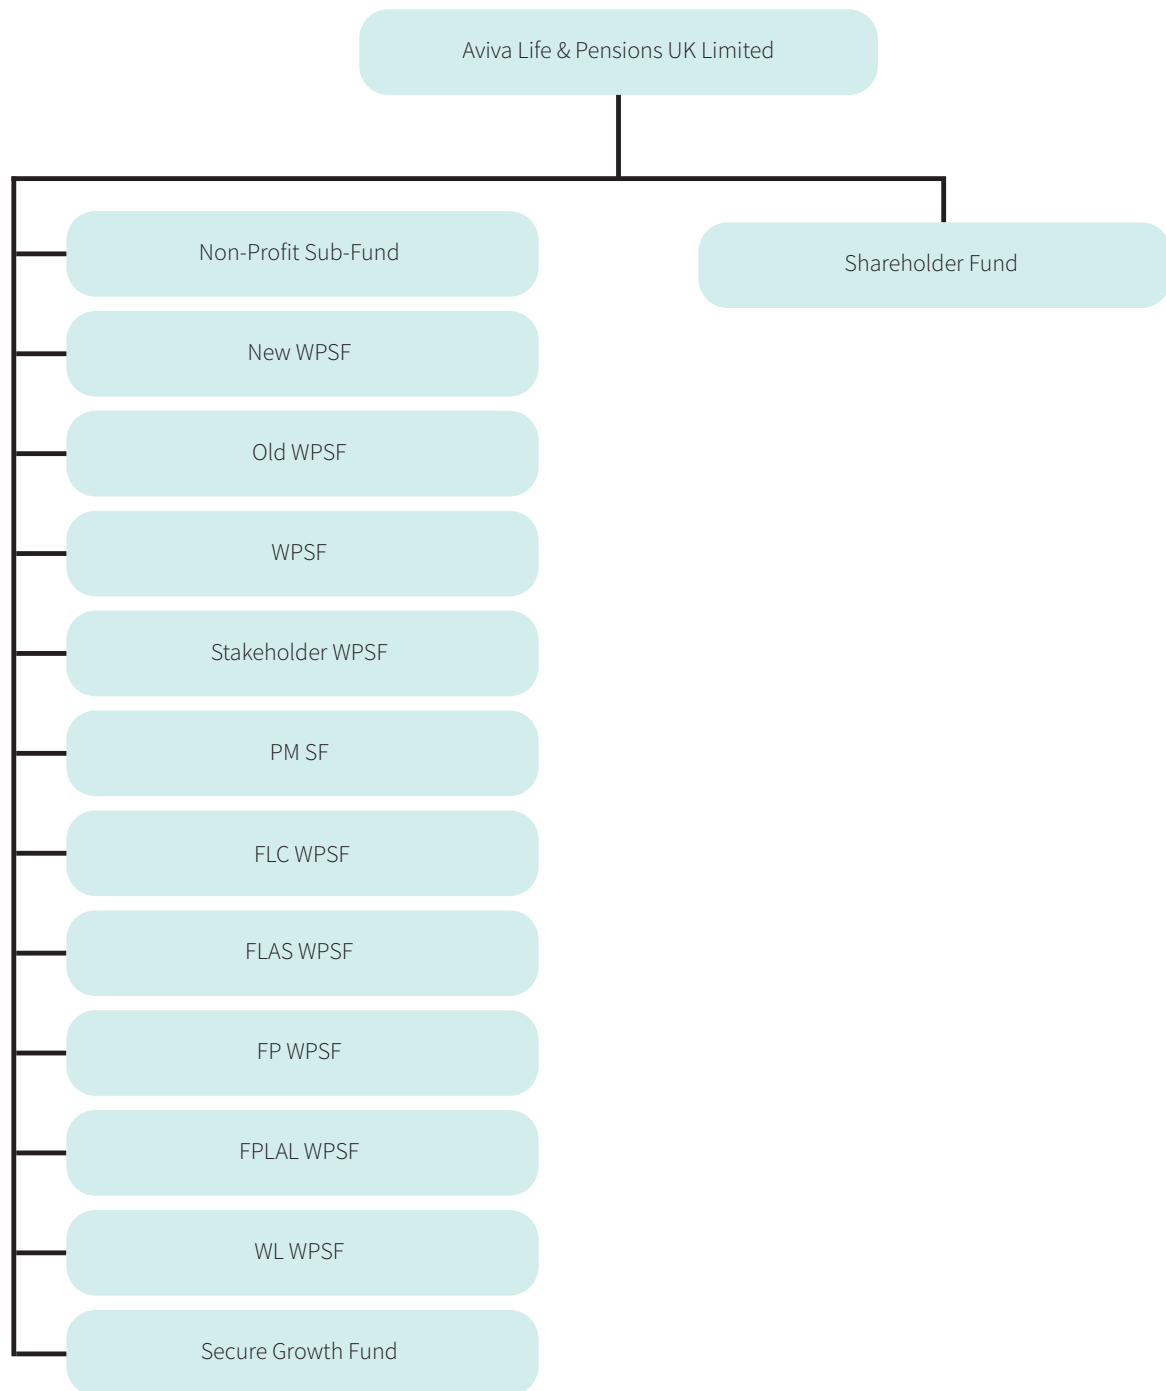 Aviva Life & Pensions UK Limited
Non-Profit Sub-Fund
Shareholder Fund
New WPSF
Old WPSF
WPSF
Stakeholder WPSF
PM SF
FLC WPSF
FLAS WPSF
FP WPSF
FPLAL WPSF
WL WPSF
Secure Growth Fund